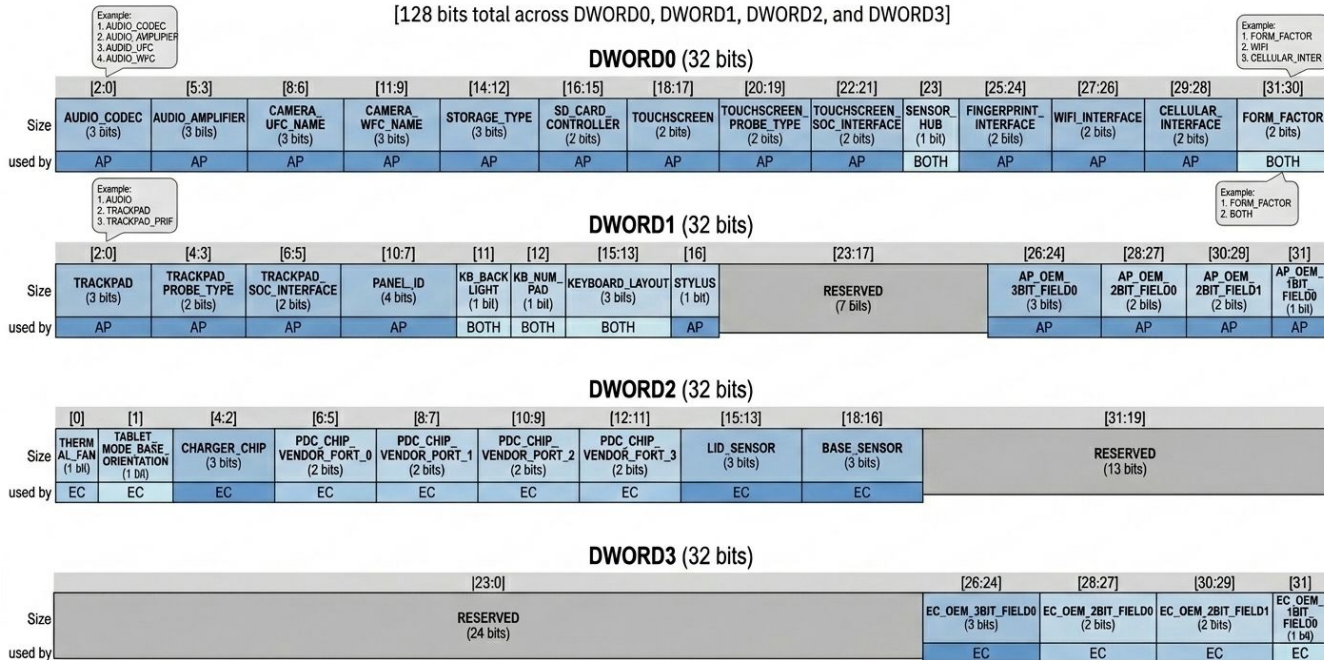 [128 bits total across DWORD0, DWORD1, DWORD2, and DWORD3]
Example:
1. AUDIO_CODEC
2. AUDIO_AMPLIFIER
3. AUDID_UFC
4. AUDIO_WFC
Example:
1. FORM_FACTOR
2. WIFI
3. CELLULAR_INTER
DWORD0 (32 bits)
[2:0] [5:3] [8:6] [11:9] [14:12] [16:15] [18:17] [20:19] [22:21] [23] [25:24] [27:26] [29:28] [31:30]
Size
AUDIO_CODEC
(3 bits)
AUDIO_AMPLIFIER
(3 bits)
CAMERA_
UFC_NAME
(3 bits)
CAMERA_
WFC_NAME
(3 bits)
STORAGE_TYPE
(3 bits)
SD_CARD_
CONTROLLER
(2 bits)
TOUCHSCREEN
(2 bits)
TOUCHSCREEN_
PROBE_TYPE
(2 bits)
TOUCHSCREEN_
SOC_INTERFACE
(2 bits)
SENSOR_
HUB
(1 bit)
FINGERPRINT_
INTERFACE
(2 bits)
WIFI_INTERFACE
(2 bits)
CELLULAR_
INTERFACE
(2 bits)
FORM_FACTOR
(2 bits)
used by AP AP AP AP AP AP AP AP AP BOTH AP AP AP BOTH
Example:
1. AUDIO
2. TRACKPAD
3. TRACKPAD_PRIF
Example:
1. FORM_FACTOR
2. BOTH
DWORD1 (32 bits)
[2:0] [4:3] [6:5] [10:7] [11] [12] [15:13] [16] [23:17] [26:24] [28:27] [30:29] [31]
Size
TRACKPAD
(3 bits)
TRACKPAD_
PROBE_TYPE
(2 bits)
TRACKPAD_
SOC_INTERFACE
(2 bits)
PANEL_ID
(4 bits)
KB_BACK
LIGHT
(1 bit)
KB_NUM_
PAD
(1 bit)
KEYBOARD_LAYOUT
(3 bils)
STYLUS
(1 bit)
RESERVED
(7 bits)
AP_OEM_
3BIT_FIELD0
(3 bits)
AP_OEM_
2BIT_FIELD0
(2 bits)
AP_OEM_
2BIT_FIELD1
(2 bits)
AP_OEM_
1BIT_
FIELD0
(1 bil)
used by AP AP AP AP BOTH BOTH BOTH AP AP AP AP AP
DWORD2 (32 bits)
[0] [1] [4:2] [6:5] [8:7] [10:9] [12:11] [15:13] [18:16] [31:19]
Size
THERM
AL_FAN
(1 bil)
TABLET_
MODE_BASE_
ORIENTATION
CHARGER_CHIP
(3 bits)
PDC_CHIP_
VENDOR_PORT_0
(2 bits)
PDC_CHIP_
VENDOR_PORT_1
(2 bits)
PDC_CHIP_
VENDOR_PORT_2
(2 bits)
PDC_CHIP_
VENDOR_PORT_3
(2 bits)
LID_SENSOR
(3 bits)
BASE_SENSOR
(3 bits)
RESERVED
(13 bits)
used by EC EC EC EC EC EC EC EC EC
DWORD3 (32 bits)
|23:0] [26:24] [28:27] [30:29] [31]
Size
RESERVED
(24 bits)
EC_OEM_3BIT_FIELD0
(3 bits)
EC_OEM_2BIT_FIELD0
(2 bits)
EC_OEM_2BIT_FIELD1
(2 bits)
EC_OEM_
1BIT_
FIELD0
used by EC EC EC EC